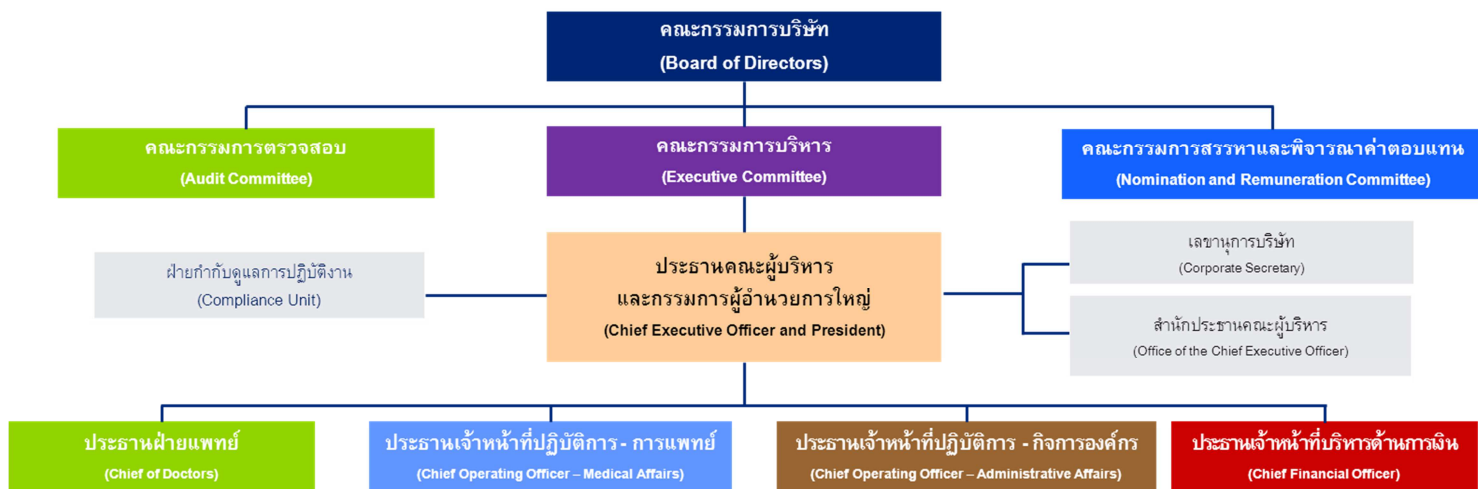 คณะกรรมการบริษัท
(Board of Directors)
คณะกรรมการตรวจสอบ
(Audit Committee)
คณะกรรมการบริหาร
(Executive Committee)
คณะกรรมการสรรหาและพิจารณาค่าตอบแทน
(Nomination and Remuneration Committee)
ฝ่ายกำกับดูแลการปฏิบัติงาน
(Compliance Unit)
ประธานคณะผู้บริหาร
และกรรมการผู้อำนวยการใหญ่
(Chief Executive Officer and President)
เลขานุการบริษัท
(Corporate Secretary)
สำนักประธานคณะผู้บริหาร
(Office of the Chief Executive Officer)
ประธานฝ่ายแพทย์
(Chief of Doctors)
ประธานเจ้าหน้าที่ปฏิบัติการ - การแพทย์
(Chief Operating Officer – Medical Affairs)
ประธานเจ้าหน้าที่ปฏิบัติการ - กิจการองค์กร
(Chief Operating Officer – Administrative Affairs)
ประธานเจ้าหน้าที่บริหารด้านการเงิน
(Chief Financial Officer)